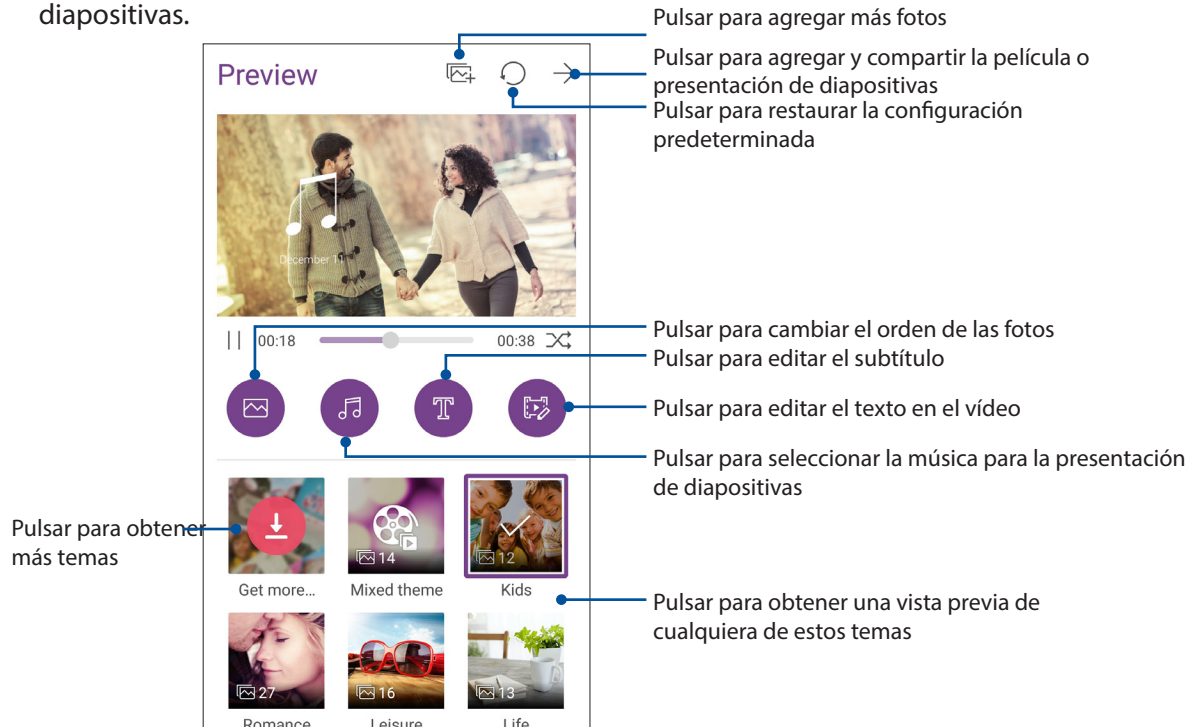 diapositivas.
Pulsar para agregar más fotos
Pulsar para agregar y compartir la película o
presentación de diapositivas
Pulsar para restaurar la configuración
predeterminada
Preview
December 11
00:18
00:38
Pulsar para cambiar el orden de las fotos
Pulsar para editar el subtítulo
Pulsar para editar el texto en el vídeo
Pulsar para seleccionar la música para la presentación
de diapositivas
Pulsar para obtener
más temas
14
12
Get more...
Mixed theme
Kids
Pulsar para obtener una vista previa de
cualquiera de estos temas
27
16
13
Romance
Leisure
Life